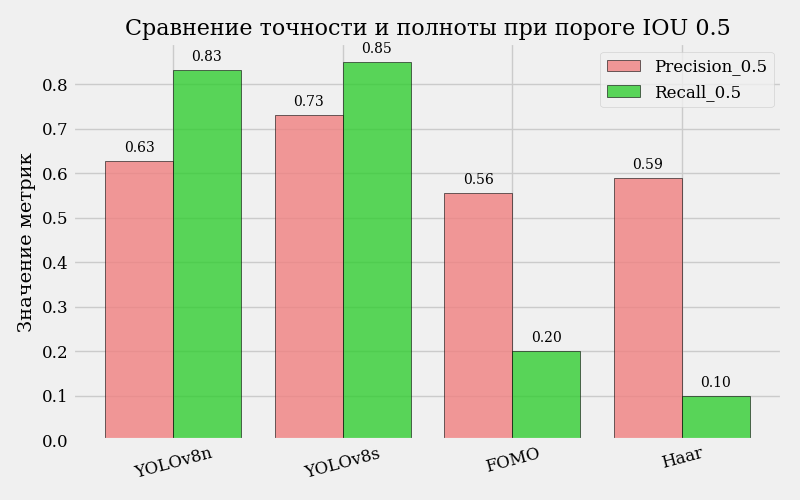 Сравнение точности и полноты при пороге IOU 0.5
Значение метрик
0.8
0.7
0.6
0.5
0.4
0.3
0.2
0.1
0.0
0.63
0.83
0.73
0.85
0.56
0.20
0.59
0.10
Precision_0.5
Recall_0.5
YOLOv8n
YOLOv8s
FOMO
Haar